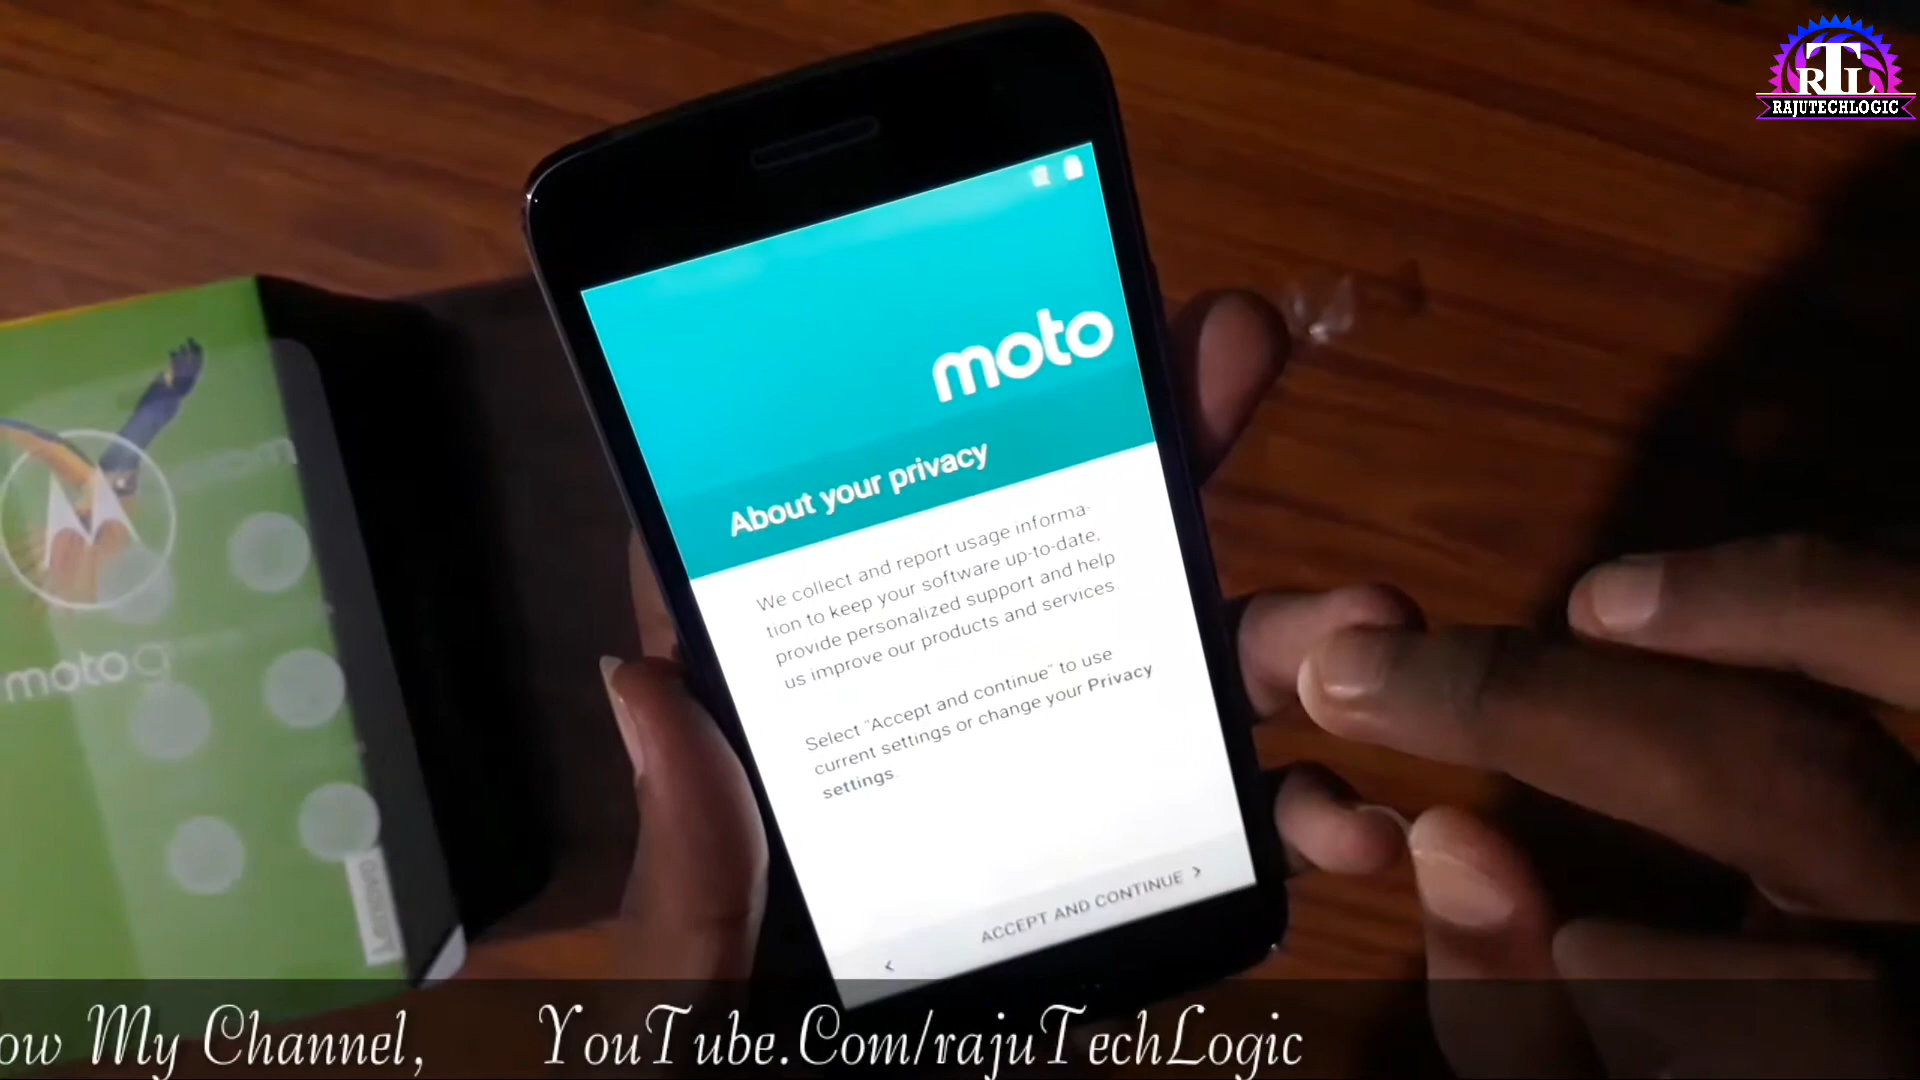 RTL
RAJUTECHLOGIC
moto
About your privacy
We collect and report usage informa-
tion to keep your software up-to-date,
provide personalized support and help
us improve our products and services.
Select "Accept and continue" to use
current settings or change your Privacy
settings.
ACCEPT AND CONTINUE >
<
moto g
Lenovo
ow My Channel, YouTube.Com/rajuTechLogic